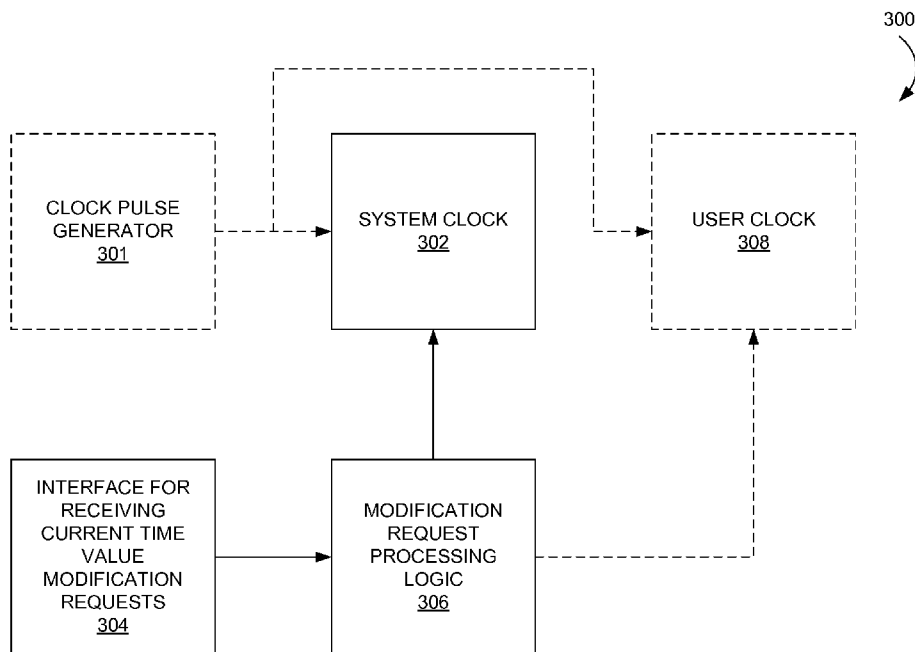 300
CLOCK PULSE
GENERATOR
301
SYSTEM CLOCK
302
USER CLOCK
308
INTERFACE FOR
RECEIVING
CURRENT TIME
VALUE
MODIFICATION
REQUESTS
304
MODIFICATION
REQUEST
PROCESSING
LOGIC
306